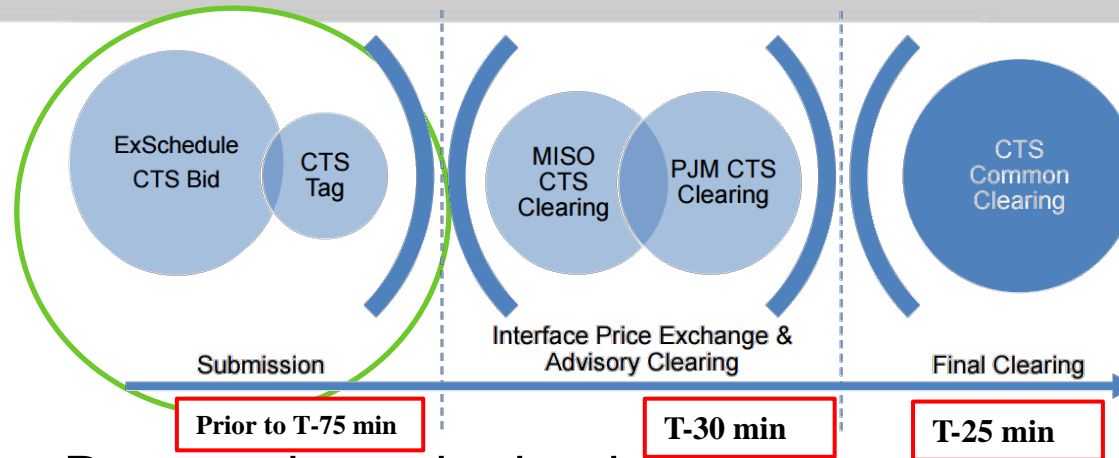 ExSchedule
CTS Bid
CTS
Tag
MISO
CTS
Clearing
PJM CTS
Clearing
CTS
Common
Clearing
Submission
Interface Price Exchange &
Advisory Clearing
Final Clearing
Prior to T-75 min
T-30 min
T-25 min